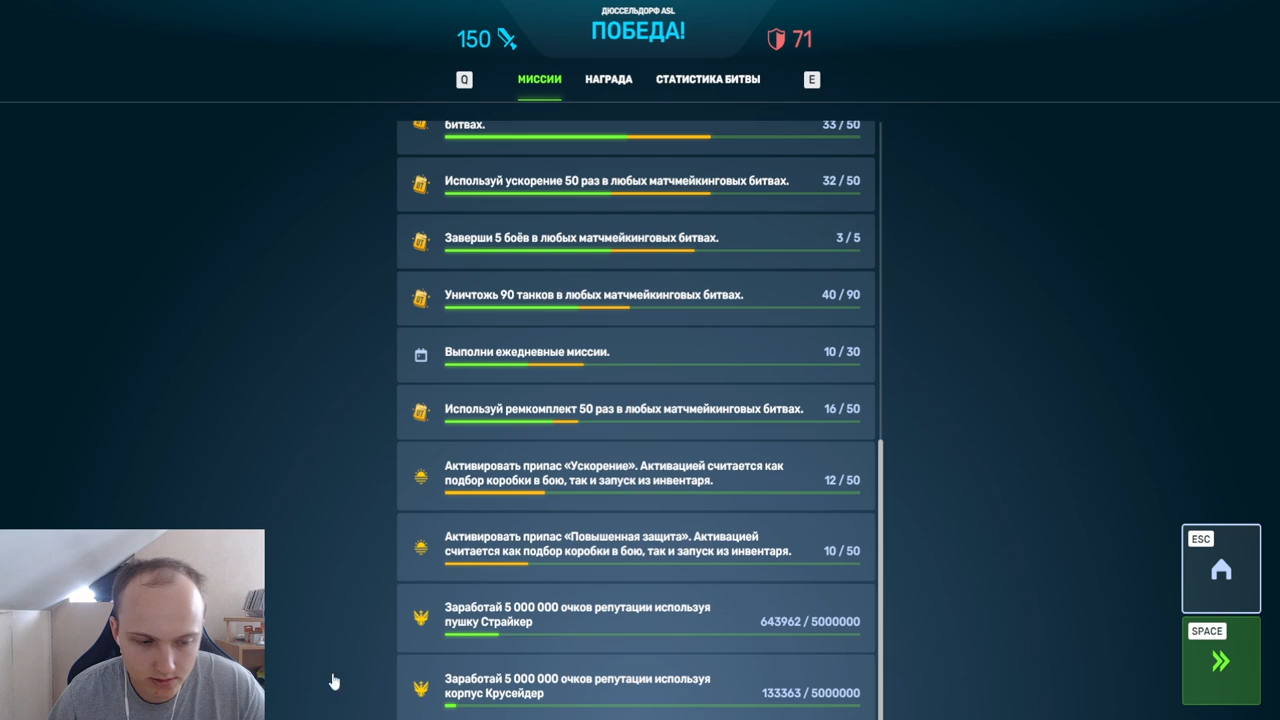 ДЮССЕЛЬДОРФ ASL
150 ПОБЕДА! 71
Q МИССИИ НАГРАДА СТАТИСТИКА БИТВЫ E
битвах. 33 / 50
Используй ускорение 50 раз в любых матчмейкинговых битвах. 32 / 50
Заверши 5 боёв в любых матчмейкинговых битвах. 3 / 5
Уничтожь 90 танков в любых матчмейкинговых битвах. 40 / 90
Выполни ежедневные миссии. 10 / 30
Используй ремкомплект 50 раз в любых матчмейкинговых битвах. 16 / 50
Активировать припас «Ускорение». Активацией считается как
подбор коробки в бою, так и запуск из инвентаря. 12 / 50
Активировать припас «Повышенная защита». Активацией
считается как подбор коробки в бою, так и запуск из инвентаря. 10 / 50
Заработай 5 000 000 очков репутации используя
пушку Страйкер 643962 / 5000000
Заработай 5 000 000 очков репутации используя
корпус Крусейдер 133363 / 5000000
ESC
SPACE